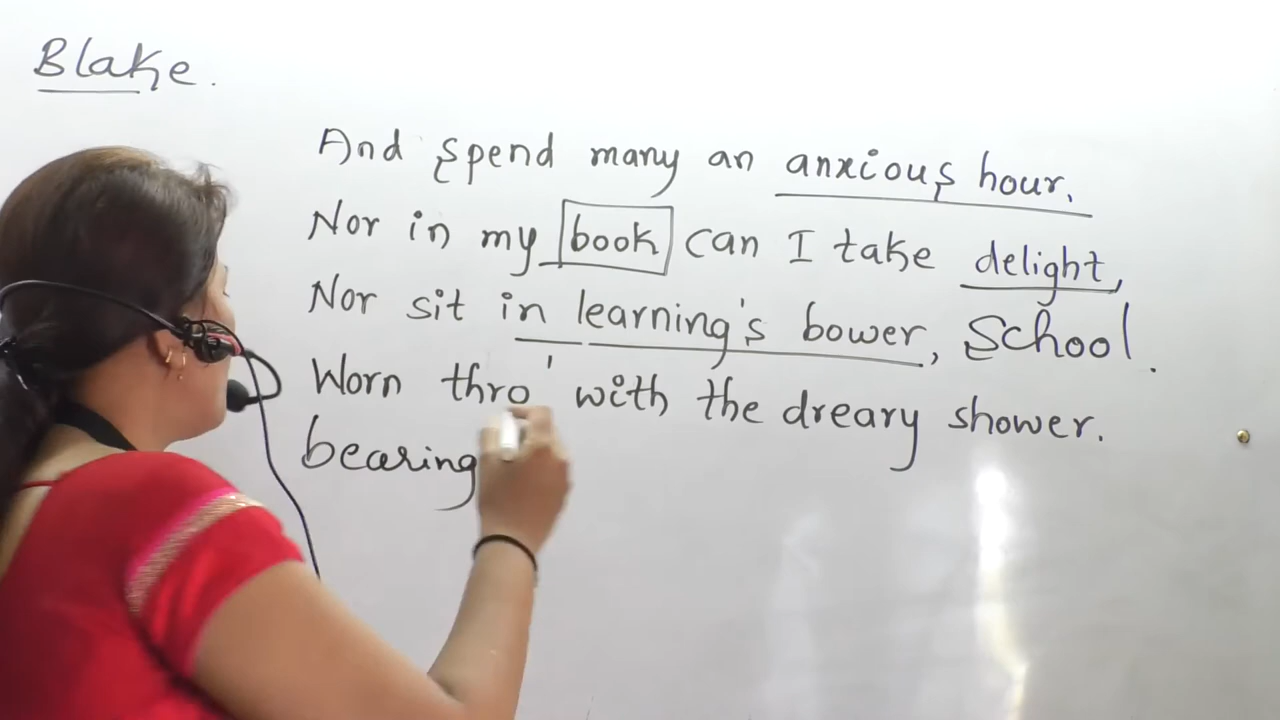 Blake.
And spend many an anxious hour,
Nor in my book can I take delight,
Nor sit in learning's bower, School.
Worn thro' with the dreary shower.
bearing